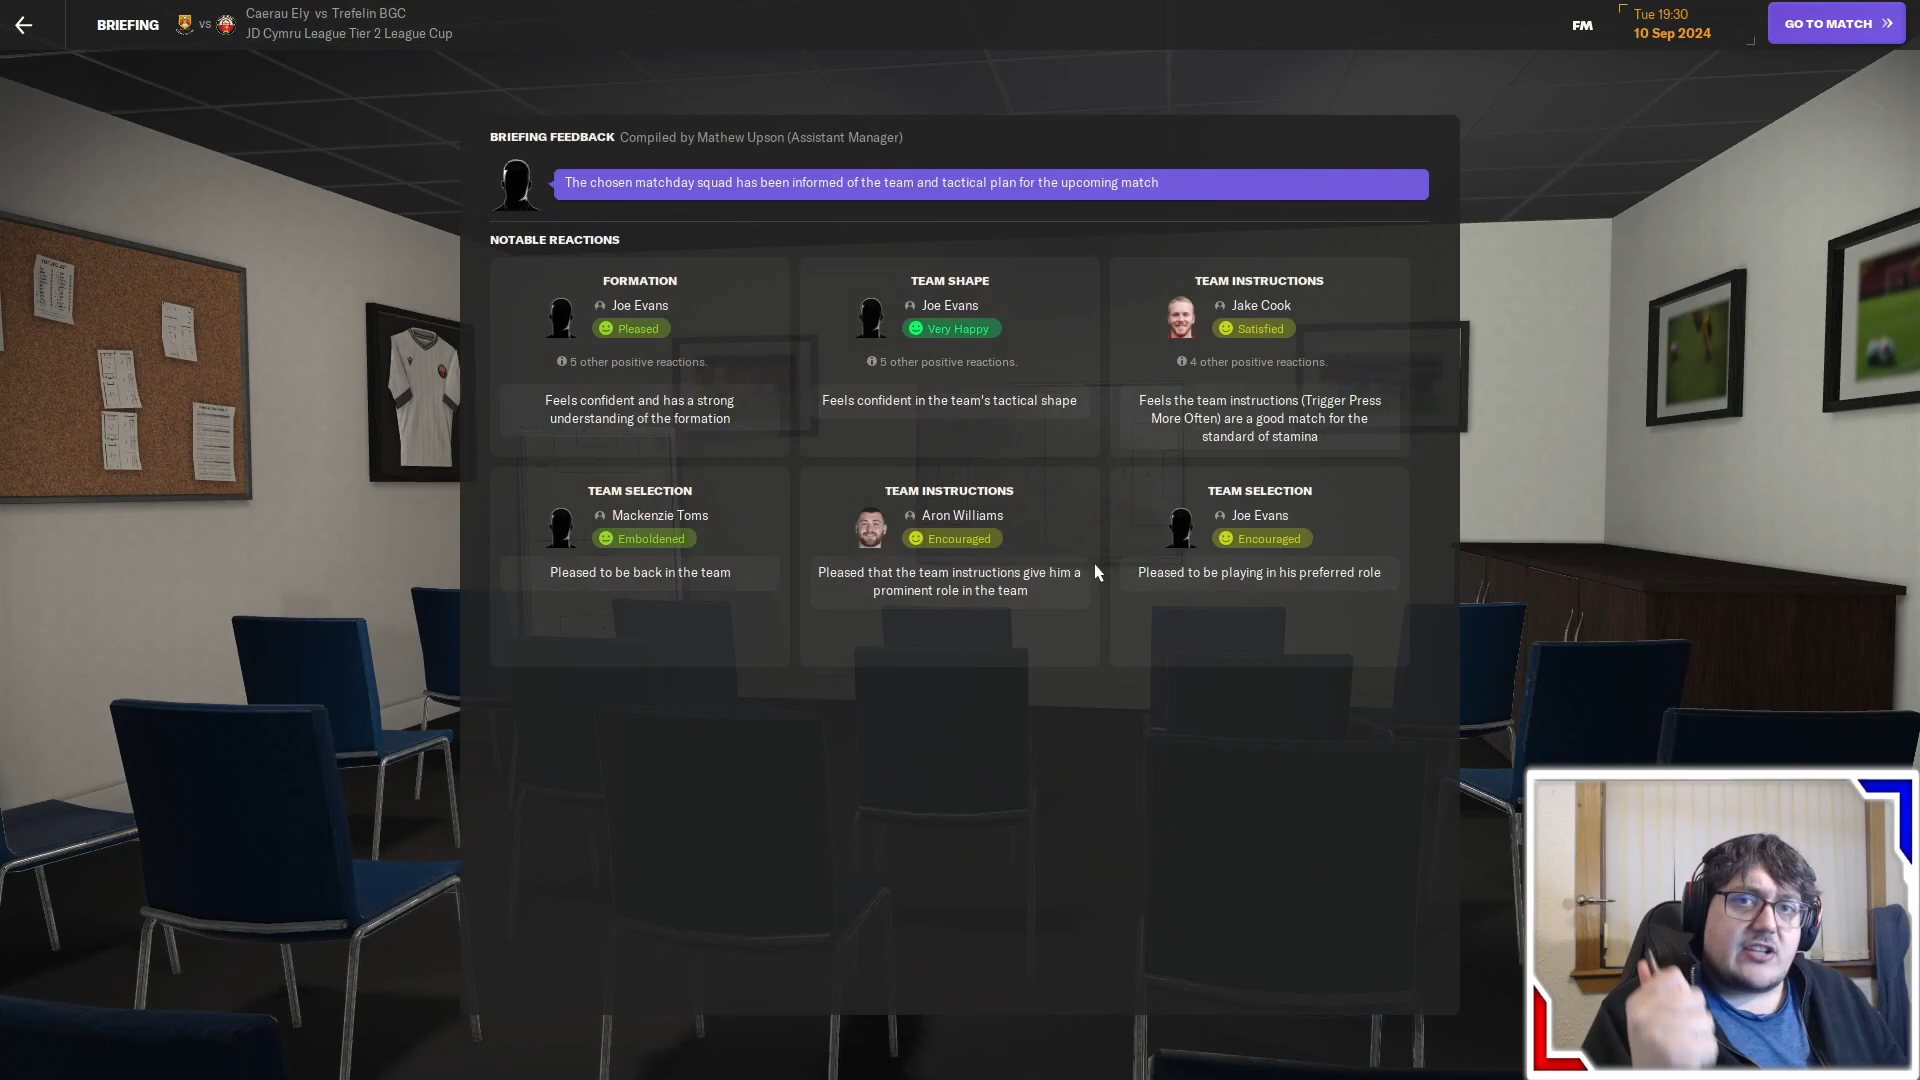 BRIEFING
vs
Caerau Ely vs Trefelin BGC
JD Cymru League Tier 2 League Cup
FM
Tue 19:30
10 Sep 2024
GO TO MATCH
BRIEFING FEEDBACK Compiled by Mathew Upson (Assistant Manager)
The chosen matchday squad has been informed of the team and tactical plan for the upcoming match
NOTABLE REACTIONS
FORMATION
Joe Evans
Pleased
5 other positive reactions.
Feels confident and has a strong
understanding of the formation
TEAM SHAPE
Joe Evans
Very Happy
5 other positive reactions.
Feels confident in the team's tactical shape
TEAM INSTRUCTIONS
Jake Cook
Satisfied
4 other positive reactions.
Feels the team instructions (Trigger Press
More Often) are a good match for the
standard of stamina
TEAM SELECTION
Mackenzie Toms
Emboldened
Pleased to be back in the team
TEAM INSTRUCTIONS
Aron Williams
Encouraged
Pleased that the team instructions give him a
prominent role in the team
TEAM SELECTION
Joe Evans
Encouraged
Pleased to be playing in his preferred role